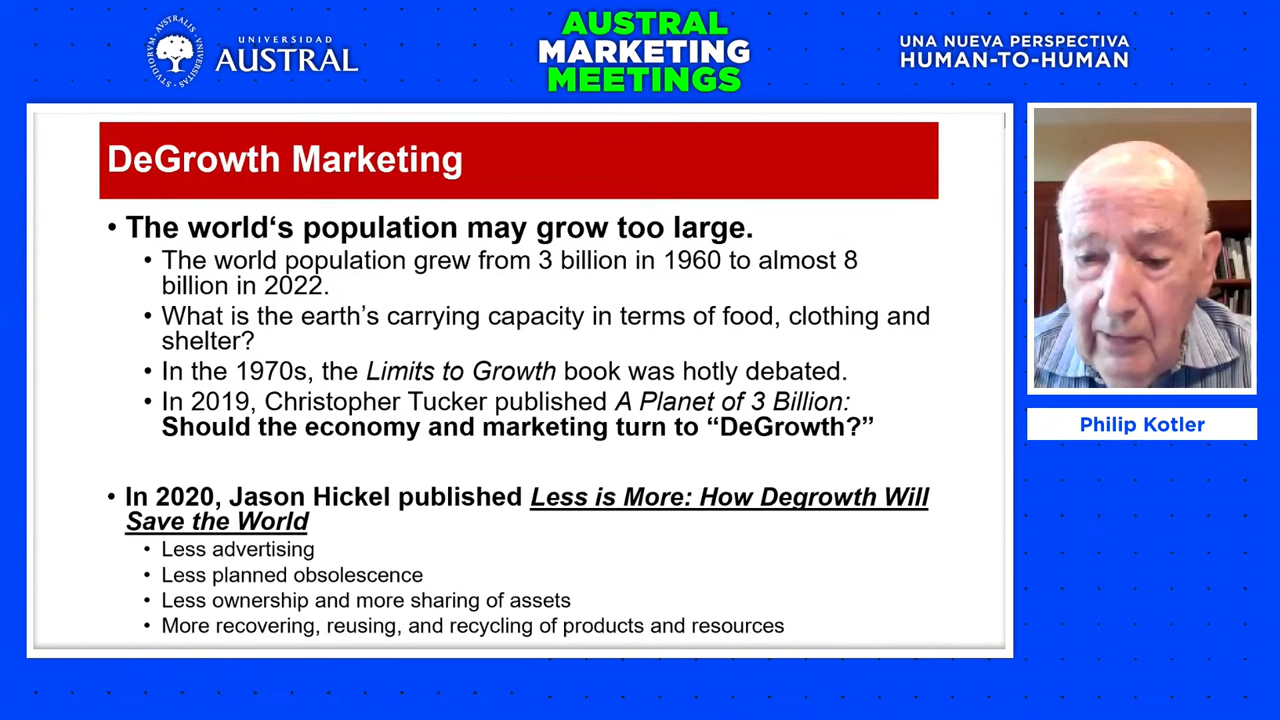 STUDIORUM AUSTRALIS UNIVERSITAS
UNIVERSIDAD
AUSTRAL
AUSTRAL
MARKETING
MEETINGS
UNA NUEVA PERSPECTIVA
HUMAN-TO-HUMAN
DeGrowth Marketing
• The world‘s population may grow too large.
• The world population grew from 3 billion in 1960 to almost 8
billion in 2022.
• What is the earth’s carrying capacity in terms of food, clothing and
shelter?
• In the 1970s, the Limits to Growth book was hotly debated.
• In 2019, Christopher Tucker published A Planet of 3 Billion:
Should the economy and marketing turn to “DeGrowth?”
• In 2020, Jason Hickel published Less is More: How Degrowth Will
Save the World
• Less advertising
• Less planned obsolescence
• Less ownership and more sharing of assets
• More recovering, reusing, and recycling of products and resources
Philip Kotler